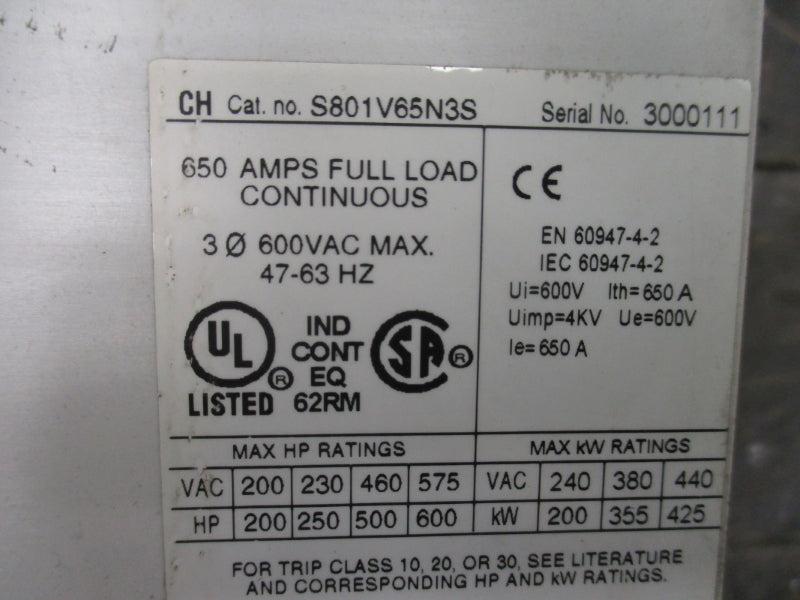 CH Cat. no. S801V65N3S Serial No. 3000111
650 AMPS FULL LOAD
CONTINUOUS
3 Ø 600VAC MAX.
47-63 HZ
UL ® LISTED
IND
CONT
EQ
62RM
SA ®
CE
EN 60947-4-2
IEC 60947-4-2
Ui=600V Ith=650 A
Uimp=4KV Ue=600V
Ie=650 A
MAX HP RATINGS
VAC 200 230 460 575
HP 200 250 500 600
MAX kW RATINGS
VAC 240 380 440
kW 200 355 425
FOR TRIP CLASS 10, 20, OR 30, SEE LITERATURE
AND CORRESPONDING HP AND kW RATINGS.